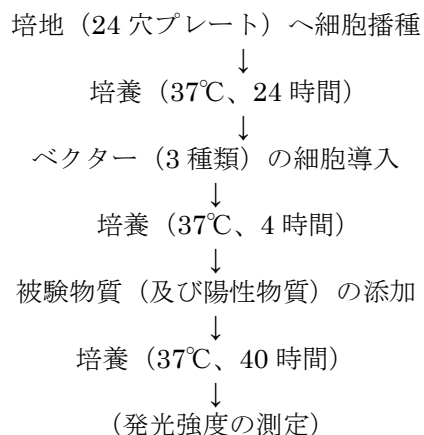 培地（24 穴プレート）へ細胞播種
↓
培養（37℃、24 時間）
↓
ベクター（3 種類）の細胞導入
↓
培養（37℃、4 時間）
↓
被験物質（及び陽性物質）の添加
↓
培養（37℃、40 時間）
↓
（発光強度の測定）